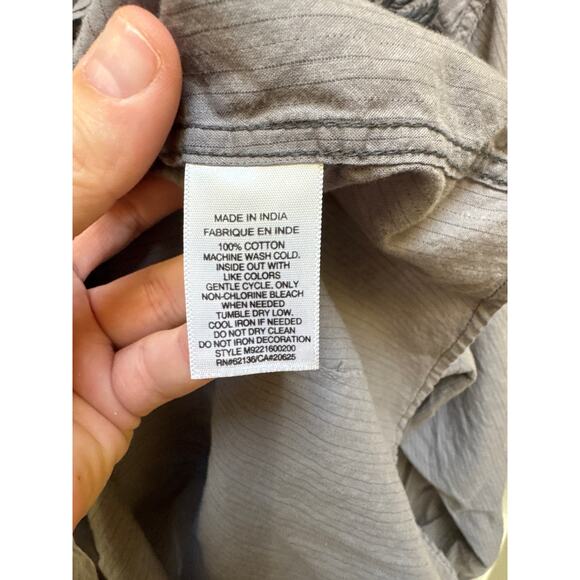 MADE IN INDIA
FABRIQUE EN INDE
100% COTTON
MACHINE WASH COLD.
INSIDE OUT WITH
LIKE COLORS
GENTLE CYCLE, ONLY
NON-CHLORINE BLEACH
WHEN NEEDED
TUMBLE DRY LOW.
COOL IRON IF NEEDED
DO NOT DRY CLEAN
DO NOT IRON DECORATION
STYLE M9221600200
RN#62136/CA#20625